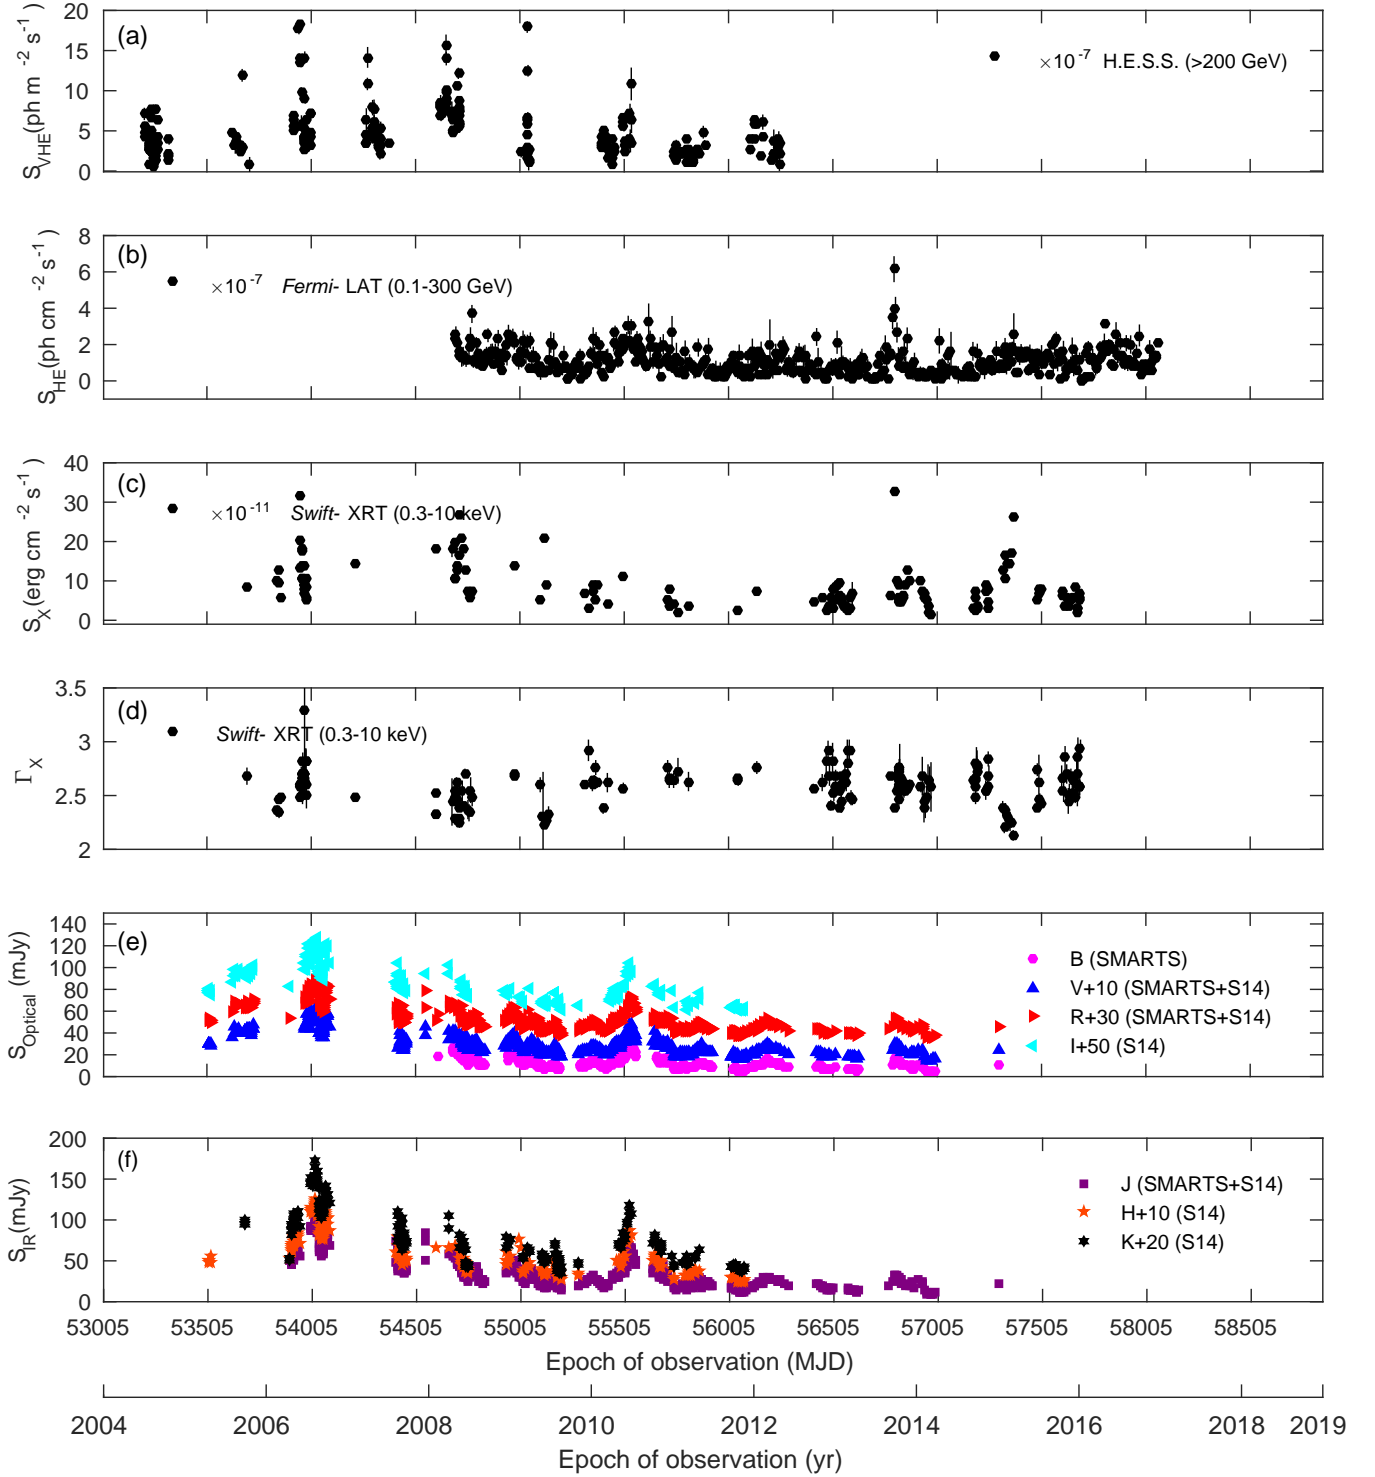 20
15
10
5
0
S_VHE(ph m^-2 s^-1)
(a)
×10^-7 H.E.S.S. (>200 GeV)
8
6
4
2
0
S_HE(ph cm^-2 s^-1)
(b)
×10^-7 Fermi- LAT (0.1-300 GeV)
40
30
20
10
0
S_X(erg cm^-2 s^-1)
(c)
×10^-11 Swift- XRT (0.3-10 keV)
3.5
3
2.5
2
Γ_X
(d)
Swift- XRT (0.3-10 keV)
140
120
100
80
60
40
20
0
S_Optical (mJy)
(e)
B (SMARTS)
V+10 (SMARTS+S14)
R+30 (SMARTS+S14)
I+50 (S14)
200
150
100
50
0
S_IR(mJy)
(f)
J (SMARTS+S14)
H+10 (S14)
K+20 (S14)
53005 53505 54005 54505 55005 55505 56005 56505 57005 57505 58005 58505
Epoch of observation (MJD)
2004 2006 2008 2010 2012 2014 2016 2018 2019
Epoch of observation (yr)